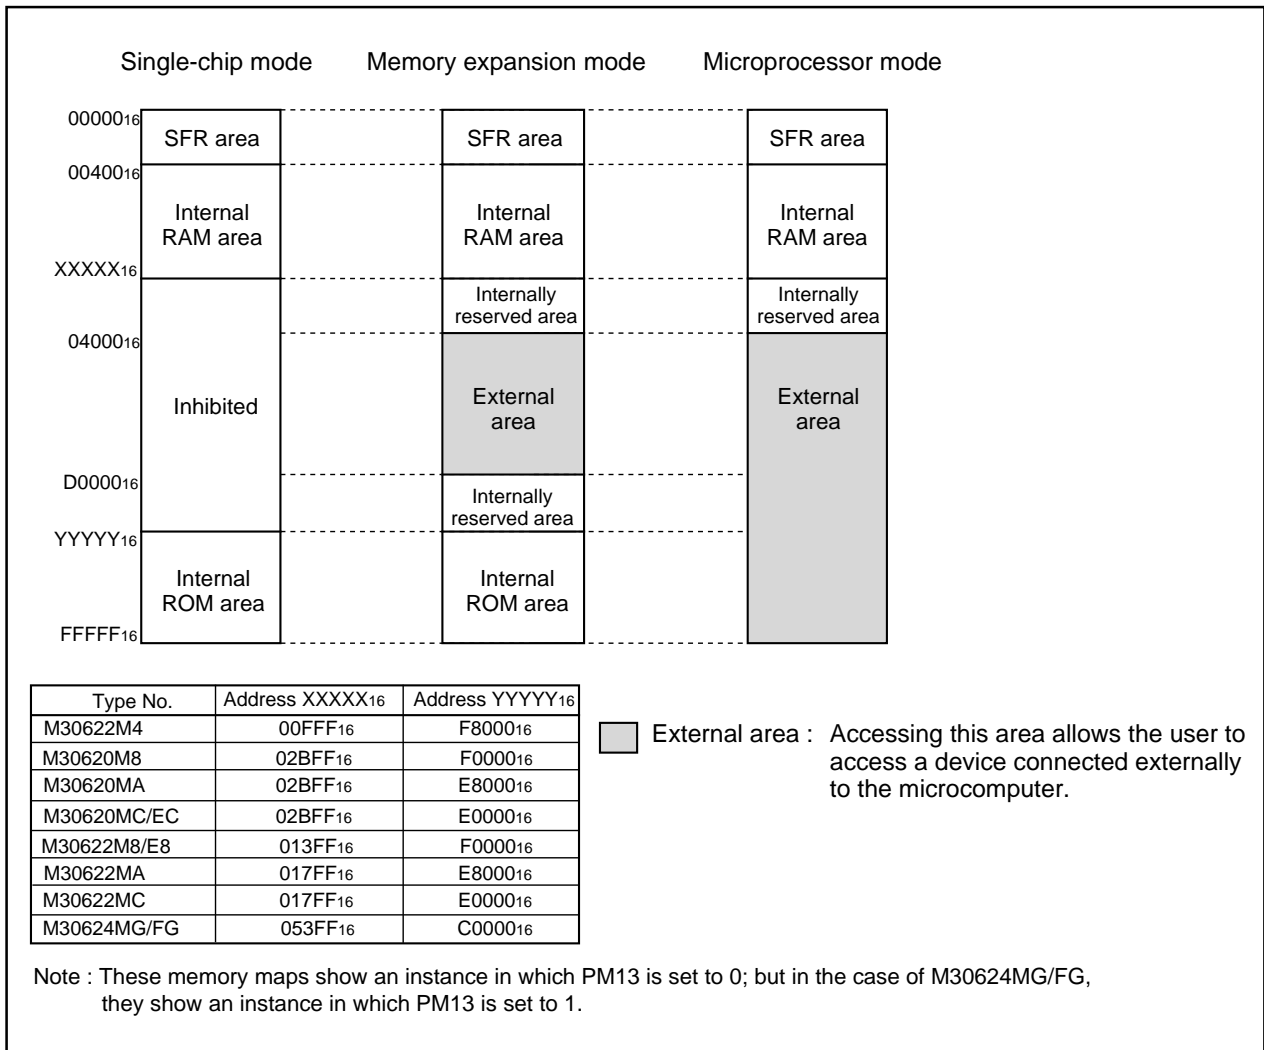 Single-chip mode Memory expansion mode Microprocessor mode
0000016
SFR area SFR area SFR area
0040016
Internal Internal Internal
RAM area RAM area RAM area
XXXXX16
Internally Internally
reserved area reserved area
0400016
Inhibited
External External
area area
D000016
Internally
reserved area
YYYYY16
Internal Internal
ROM area ROM area
FFFFF16
Type No. Address XXXXX16 Address YYYYY16
M30622M4 00FFF16 F800016
M30620M8 02BFF16 F000016
M30620MA 02BFF16 E800016
M30620MC/EC 02BFF16 E000016
M30622M8/E8 013FF16 F000016
M30622MA 017FF16 E800016
M30622MC 017FF16 E000016
M30624MG/FG 053FF16 C000016
External area : Accessing this area allows the user to
access a device connected externally
to the microcomputer.
Note : These memory maps show an instance in which PM13 is set to 0; but in the case of M30624MG/FG,
they show an instance in which PM13 is set to 1.